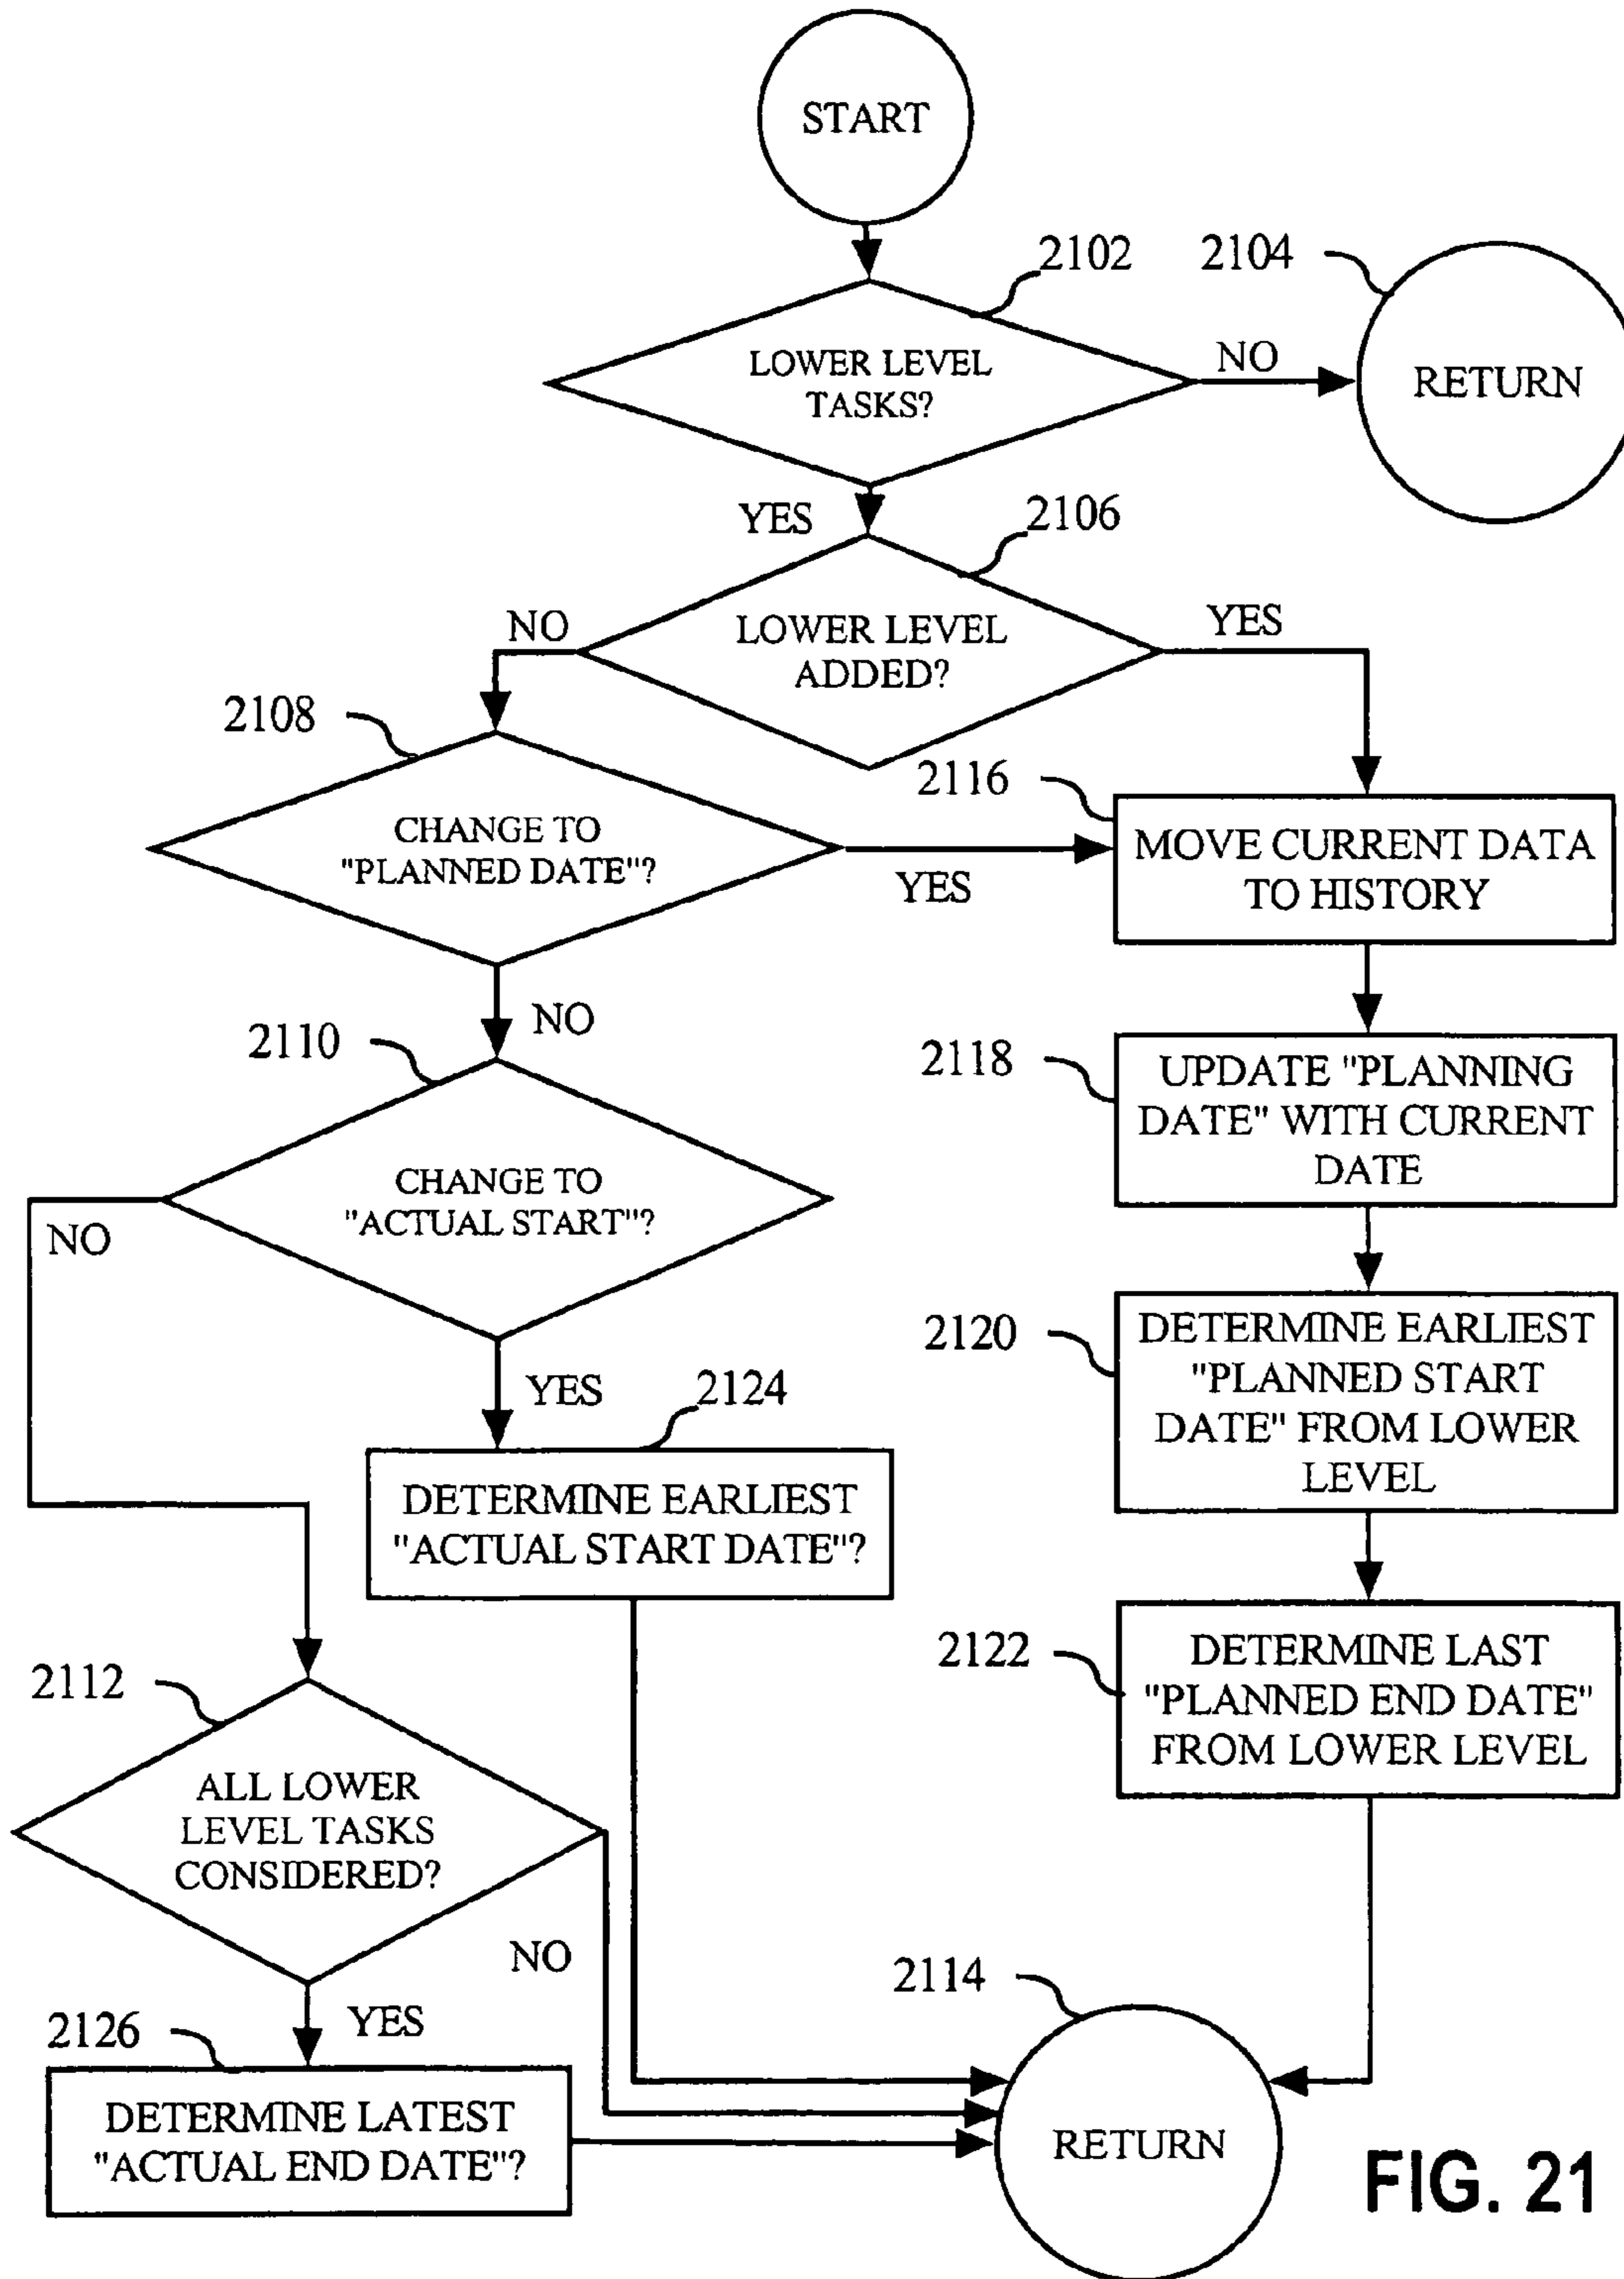 START
2102
2104
LOWER LEVEL
TASKS?
NO
RETURN
YES
2106
LOWER LEVEL
ADDED?
NO
YES
2108
CHANGE TO
"PLANNED DATE"?
YES
2116
MOVE CURRENT DATA
TO HISTORY
NO
2110
CHANGE TO
"ACTUAL START"?
NO
2118
UPDATE "PLANNING
DATE" WITH CURRENT
DATE
YES
2124
DETERMINE EARLIEST
"ACTUAL START DATE"?
2120
DETERMINE EARLIEST
"PLANNED START
DATE" FROM LOWER
LEVEL
2112
ALL LOWER
LEVEL TASKS
CONSIDERED?
NO
YES
2122
DETERMINE LAST
"PLANNED END DATE"
FROM LOWER LEVEL
2126
DETERMINE LATEST
"ACTUAL END DATE"?
2114
RETURN
FIG. 21